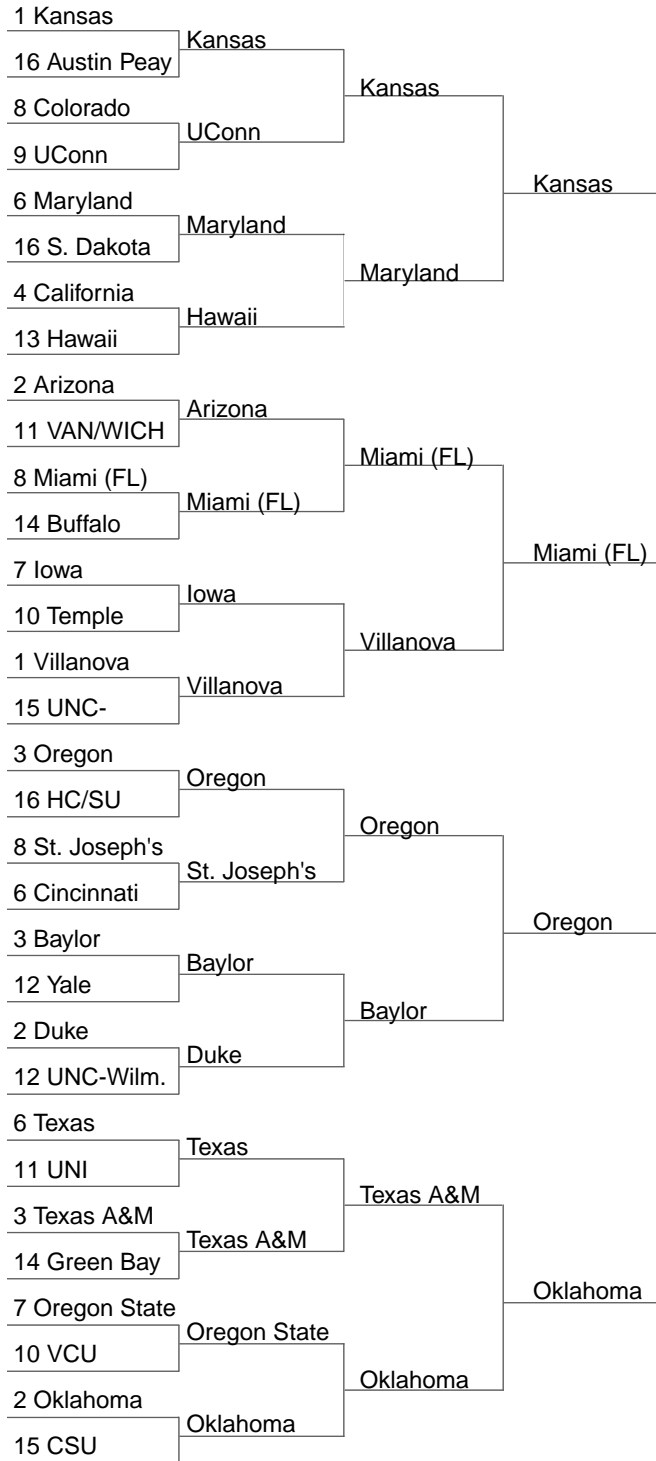 1 Kansas
16 Austin Peay
8 Colorado
9 UConn
6 Maryland
16 S. Dakota
4 California
13 Hawaii
2 Arizona
11 VAN/WICH
8 Miami (FL)
14 Buffalo
7 Iowa
10 Temple
1 Villanova
15 UNC-
3 Oregon
16 HC/SU
8 St. Joseph's
6 Cincinnati
3 Baylor
12 Yale
2 Duke
12 UNC-Wilm.
6 Texas
11 UNI
3 Texas A&M
14 Green Bay
7 Oregon State
10 VCU
2 Oklahoma
15 CSU
Kansas
UConn
Maryland
Hawaii
Arizona
Miami (FL)
Iowa
Villanova
Oregon
St. Joseph's
Baylor
Duke
Texas
Texas A&M
Oregon State
Oklahoma
Kansas
Maryland
Miami (FL)
Villanova
Oregon
Baylor
Texas A&M
Oklahoma
Kansas
Miami (FL)
Oregon
Oklahoma